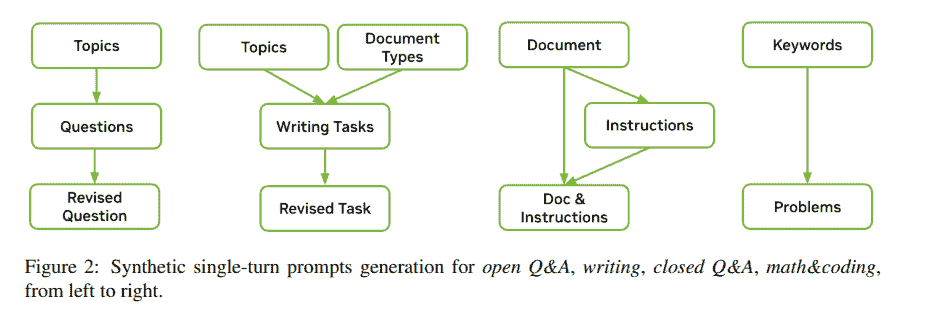 Topics
Questions
Revised
Question
Topics
Document
Types
Writing Tasks
Revised Task
Document
Instructions
Doc &
Instructions
Keywords
Problems
Figure 2: Synthetic single-turn prompts generation for open Q&A, writing, closed Q&A, math&coding,
from left to right.